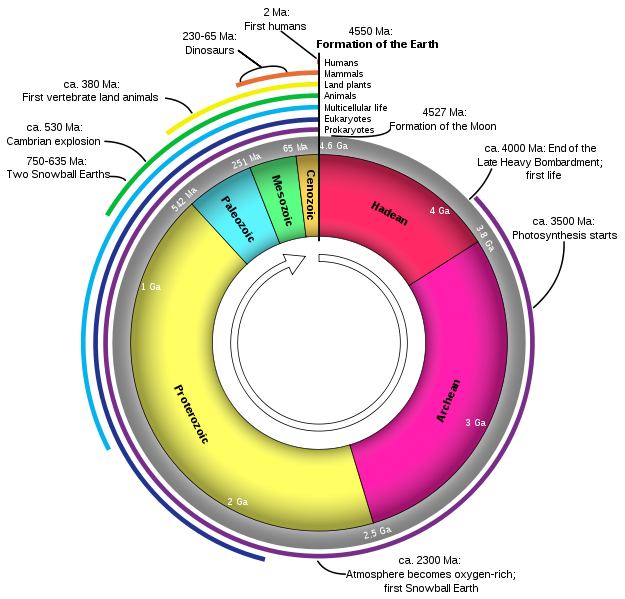 2 Ma:
First humans
4550 Ma:
Formation of the Earth
230-65 Ma:
Dinosaurs
Humans
Mammals
Land plants
Animals
Multicellular life
Eukaryotes
Prokaryotes
ca. 380 Ma:
First vertebrate land animals
4527 Ma:
Formation of the Moon
ca. 530 Ma:
Cambrian explosion
750-635 Ma:
Two Snowball Earths
ca. 4000 Ma: End of the
Late Heavy Bombardment;
first life
ca. 3500 Ma:
Photosynthesis starts
4.6 Ga
65 Ma
251 Ma
542 Ma
Cenozoic
Mesozoic
Paleozoic
Hadean
4 Ga
3.8 Ga
1 Ga
Proterozoic
Archean
3 Ga
2 Ga
2.5 Ga
ca. 2300 Ma:
Atmosphere becomes oxygen-rich;
first Snowball Earth